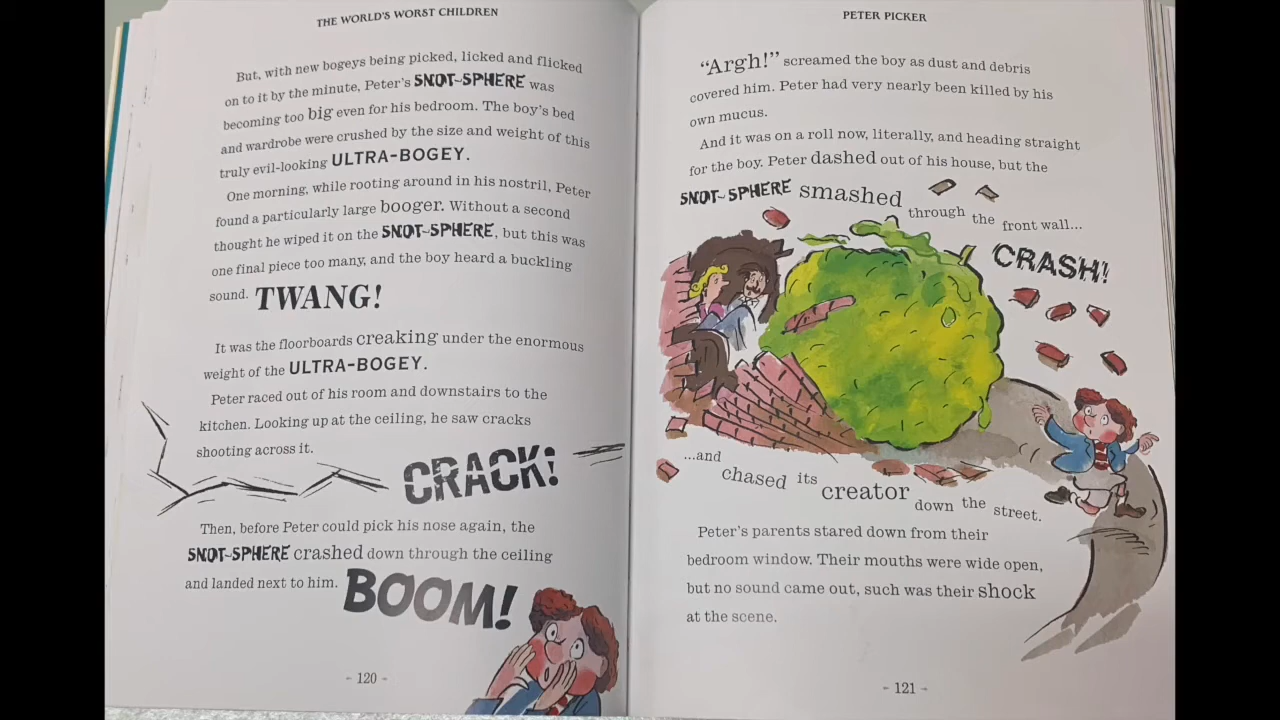 THE WORLD'S WORST CHILDREN
But, with new bogeys being picked, licked and flicked
on to it by the minute, Peter's SNOT-SPHERE was
becoming too big even for his bedroom. The boy's bed
and wardrobe were crushed by the size and weight of this
truly evil-looking ULTRA-BOGEY.
One morning, while rooting around in his nostril, Peter
found a particularly large booger. Without a second
thought he wiped it on the SNOT-SPHERE, but this was
one final piece too many, and the boy heard a buckling
sound. TWANG!
It was the floorboards creaking under the enormous
weight of the ULTRA-BOGEY.
Peter raced out of his room and downstairs to the
kitchen. Looking up at the ceiling, he saw cracks
shooting across it.
CRACK!
Then, before Peter could pick his nose again, the
SNOT-SPHERE crashed down through the ceiling
and landed next to him. BOOM!
- 120 -
PETER PICKER
“Argh!” screamed the boy as dust and debris
covered him. Peter had very nearly been killed by his
own mucus.
And it was on a roll now, literally, and heading straight
for the boy. Peter dashed out of his house, but the
SNOT-SPHERE smashed through the front wall...
CRASH!
...and chased its creator down the street.
Peter's parents stared down from their
bedroom window. Their mouths were wide open,
but no sound came out, such was their shock
at the scene.
- 121 -